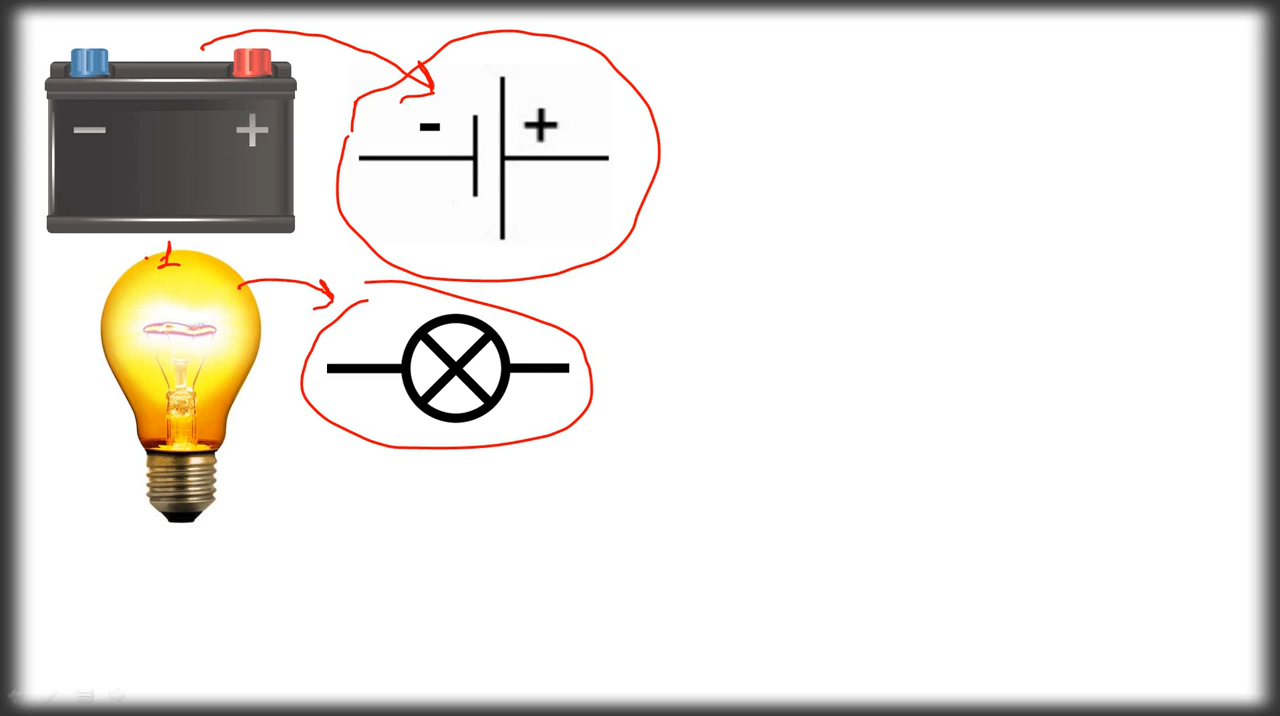 - +
- +
1